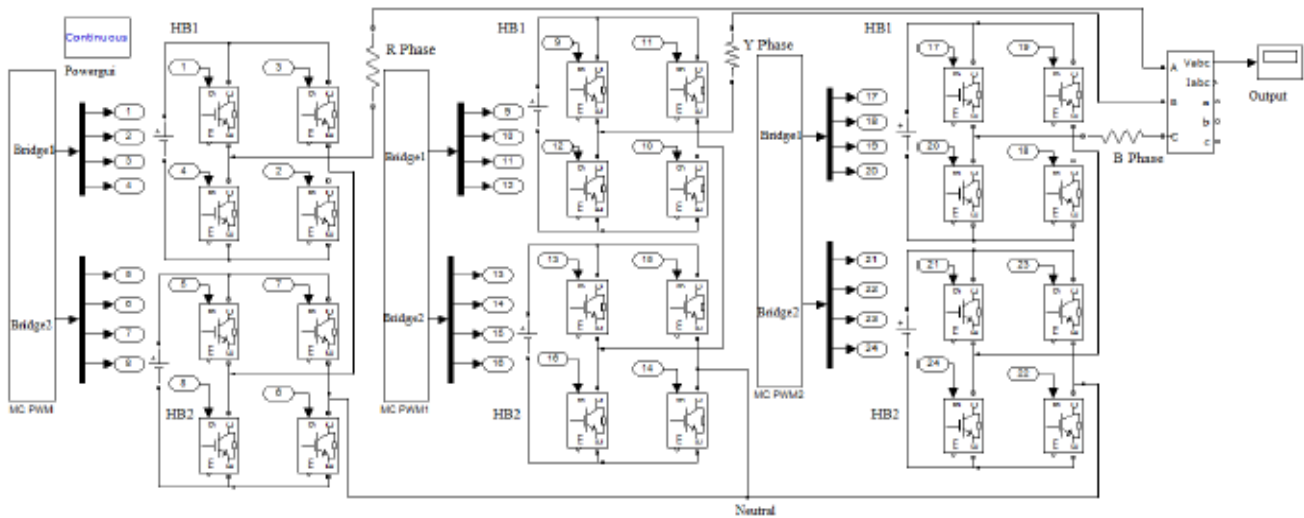 Continuous
Powergui
MC PWM
Bridge1
Bridge2
1
2
3
4
6
7
8
HB1
1
3
4
2
R Phase
HB2
5
7
6
MC PWM1
Bridge1
Bridge2
9
10
11
12
13
14
15
16
HB1
9
11
12
10
Y Phase
HB2
13
16
14
MC PWM2
Bridge1
Bridge2
17
18
19
20
21
22
23
24
HB1
17
19
20
18
B Phase
HB2
21
23
24
22
A
B
C
Vabc
Iabc
a
b
c
Output
Neutral